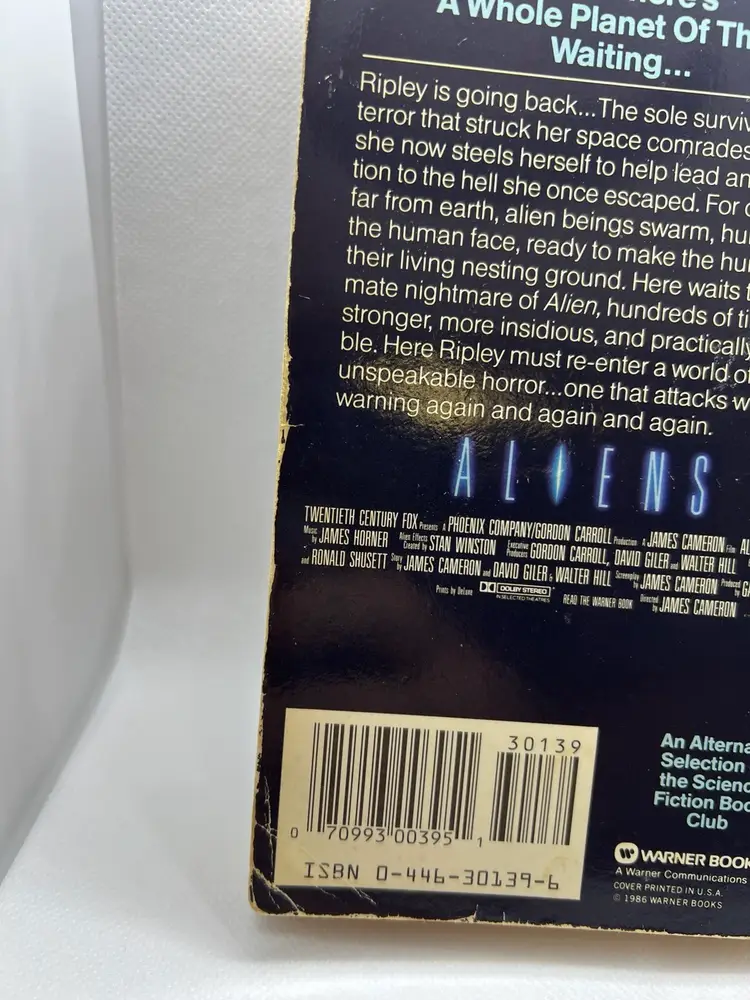 A Whole Planet Of Th
Waiting...
Ripley is going back...The sole surviv
terror that struck her space comrades
she now steels herself to help lead an
tion to the hell she once escaped. For
far from earth, alien beings swarm, hu
the human face, ready to make the hu
their living nesting ground. Here waits
mate nightmare of Alien, hundreds of ti
stronger, more insidious, and practically
ble. Here Ripley must re-enter a world of
unspeakable horror...one that attacks w
warning again and again and again.
ALIENS
TWENTIETH CENTURY FOX Presents A PHOENIX COMPANY/GORDON CARROLL Production A JAMES CAMERON Film AL
Music by JAMES HORNER Alien Effects Created by STAN WINSTON Executive Producers GORDON CARROLL, DAVID GILER and WALTER HILL
and RONALD SHUSETT Story by JAMES CAMERON and DAVID GILER & WALTER HILL Screenplay by JAMES CAMERON Produced by G
Prints by DeLuxe DOLBY STEREO IN SELECTED THEATRES READ THE WARNER BOOK Directed by JAMES CAMERON
30139
0 70993 00395 1
ISBN 0-446-30139-6
An Alterna
Selection
the Scienc
Fiction Boo
Club
WARNER BOOK
A Warner Communications
COVER PRINTED IN U.S.A.
© 1986 WARNER BOOKS